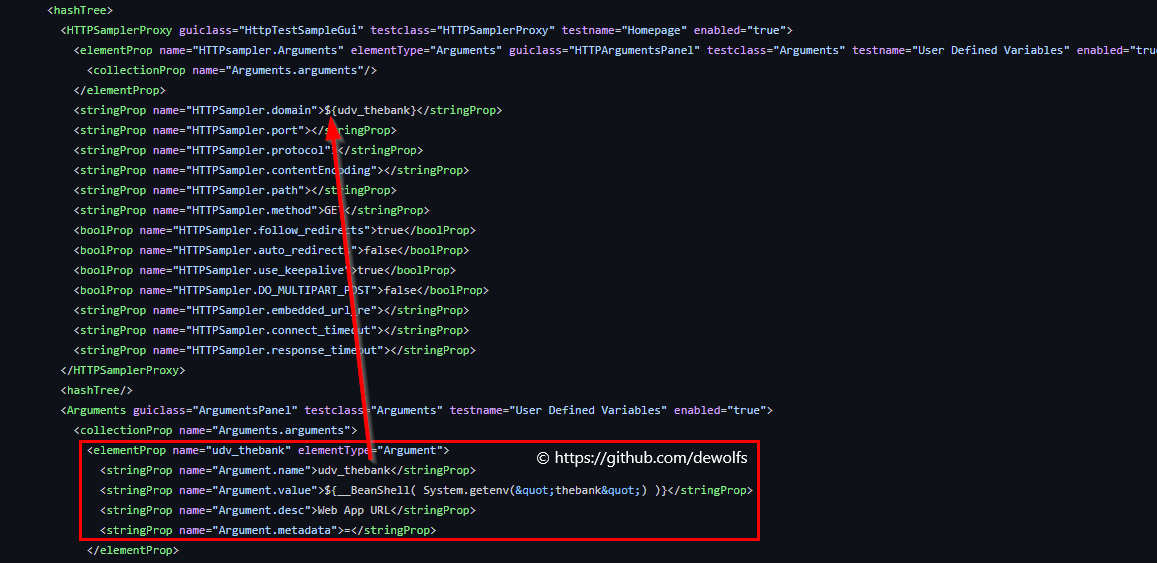 <hashTree>
<HTTPSamplerProxy guiclass="HttpTestSampleGui" testclass="HTTPSamplerProxy" testname="Homepage" enabled="true">
<elementProp name="HTTPsampler.Arguments" elementType="Arguments" guiclass="HTTPArgumentsPanel" testclass="Arguments" testname="User Defined Variables" enabled="tru
<collectionProp name="Arguments.arguments"/>
</elementProp>
<stringProp name="HTTPSampler.domain">${udv_thebank}</stringProp>
<stringProp name="HTTPSampler.port"></stringProp>
<stringProp name="HTTPSampler.protocol"></stringProp>
<stringProp name="HTTPSampler.contentEncoding"></stringProp>
<stringProp name="HTTPSampler.path"></stringProp>
<stringProp name="HTTPSampler.method">GET</stringProp>
<boolProp name="HTTPSampler.follow_redirects">true</boolProp>
<boolProp name="HTTPSampler.auto_redirects">false</boolProp>
<boolProp name="HTTPSampler.use_keepalive">true</boolProp>
<boolProp name="HTTPSampler.DO_MULTIPART_POST">false</boolProp>
<stringProp name="HTTPSampler.embedded_url_re"></stringProp>
<stringProp name="HTTPSampler.connect_timeout"></stringProp>
<stringProp name="HTTPSampler.response_timeout"></stringProp>
</HTTPSamplerProxy>
<hashTree/>
<Arguments guiclass="ArgumentsPanel" testclass="Arguments" testname="User Defined Variables" enabled="true">
<collectionProp name="Arguments.arguments">
<elementProp name="udv_thebank" elementType="Argument">
© https://github.com/dewolfs
<stringProp name="Argument.name">udv_thebank</stringProp>
<stringProp name="Argument.value">${__BeanShell( System.getenv(&quot;thebank&quot;) )}</stringProp>
<stringProp name="Argument.desc">Web App URL</stringProp>
<stringProp name="Argument.metadata">=</stringProp>
</elementProp>